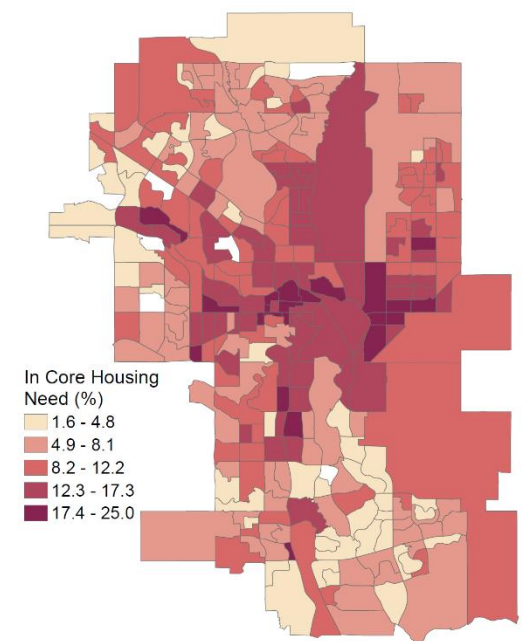 In Core Housing
Need (%)
1.6 - 4.8
4.9 - 8.1
8.2 - 12.2
12.3 - 17.3
17.4 - 25.0